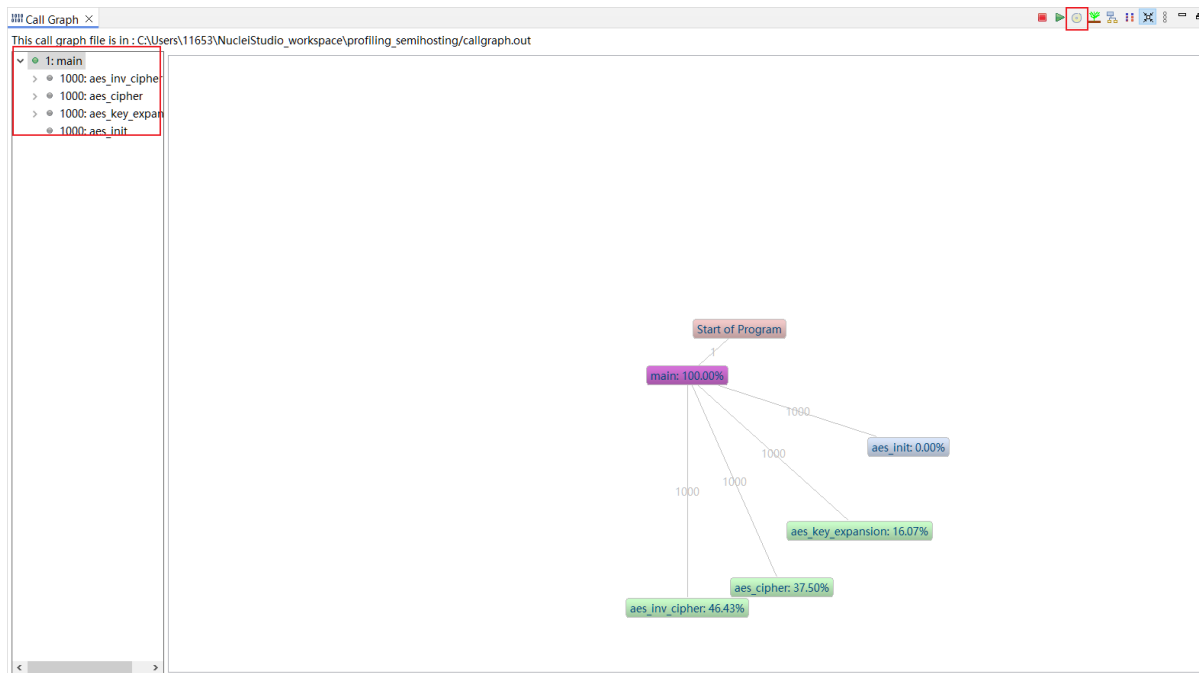 Call Graph
This call graph file is in : C:\Users\11653\NucleiStudio_workspace\profiling_semihosting/callgraph.out
1: main
1000: aes_inv_cipher
1000: aes_cipher
1000: aes_key_expan
1000: aes_init
Start of Program
1
main: 100.00%
1000
aes_init: 0.00%
1000
1000
1000
aes_key_expansion: 16.07%
aes_cipher: 37.50%
aes_inv_cipher: 46.43%